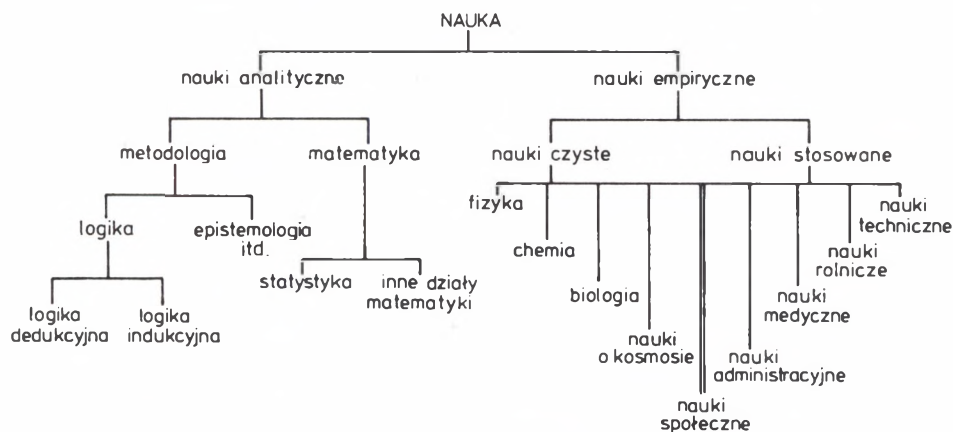 NAUKA
nauki analityczne
nauki empiryczne
metodologia
matematyka
nauki czyste
nauki stosowane
logika
epistemologia
itd.
statystyka
inne działy
matematyki
logika
dedukcyjna
logika
indukcyjna
fizyka
chemia
biologia
nauki
o kosmosie
nauki
społeczne
nauki
administracyjne
nauki
medyczne
nauki
rolnicze
nauki
techniczne